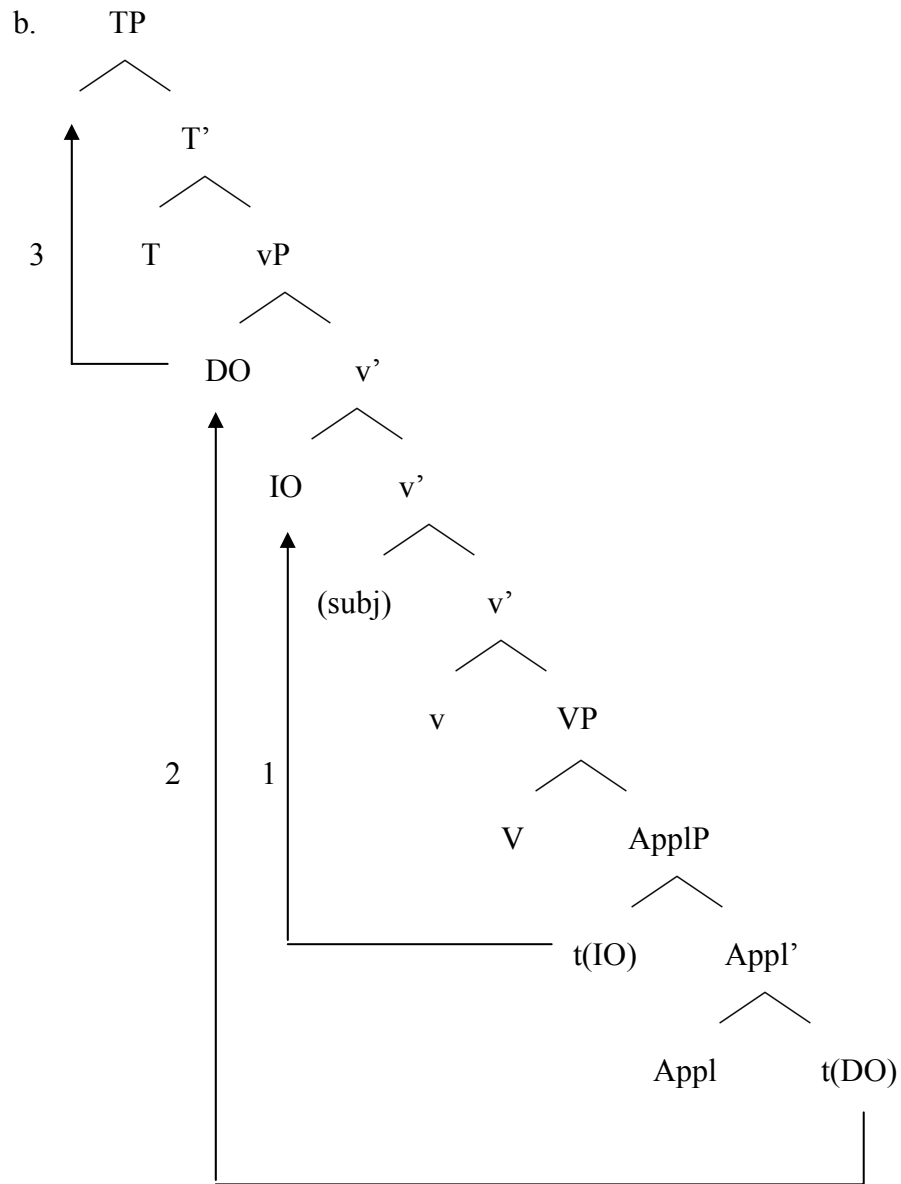 b. TP
T’
3 T vP
DO v’
IO v’
(subj) v’
v VP
2 1
V ApplP
t(IO) Appl’
Appl t(DO)